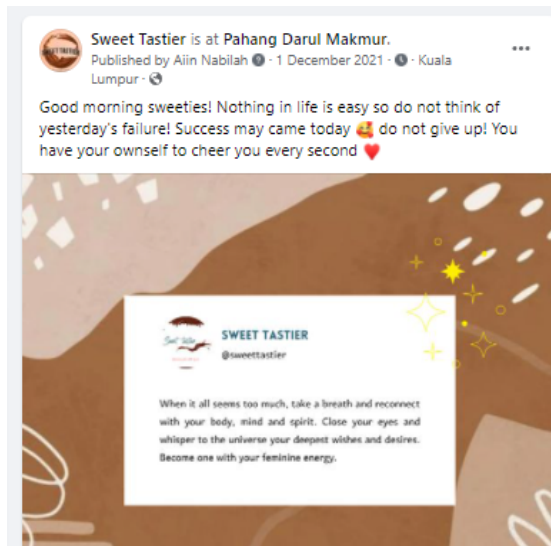 Sweet Tastier is at Pahang Darul Makmur.
Published by Aiin Nabilah · 1 December 2021 · Kuala
Lumpur ·
Good morning sweeties! Nothing in life is easy so do not think of
yesterday's failure! Success may came today 🥰 do not give up! You
have your ownself to cheer you every second ❤️
SWEET TASTIER
@sweettastier
When it all seems too much, take a breath and reconnect
with your body, mind and spirit. Close your eyes and
whisper to the universe your deepest wishes and desires.
Become one with your feminine energy.